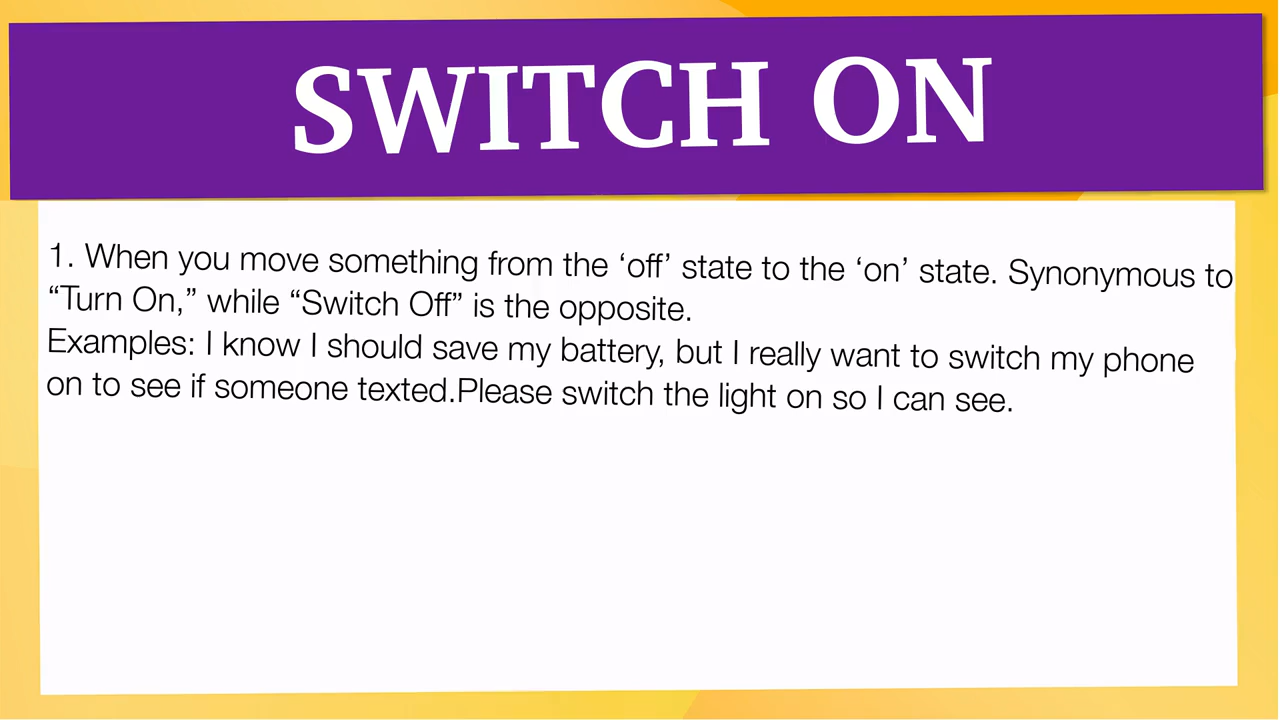 SWITCH ON
1. When you move something from the ‘off’ state to the ‘on’ state. Synonymous to
“Turn On,” while “Switch Off” is the opposite.
Examples: I know I should save my battery, but I really want to switch my phone
on to see if someone texted.Please switch the light on so I can see.